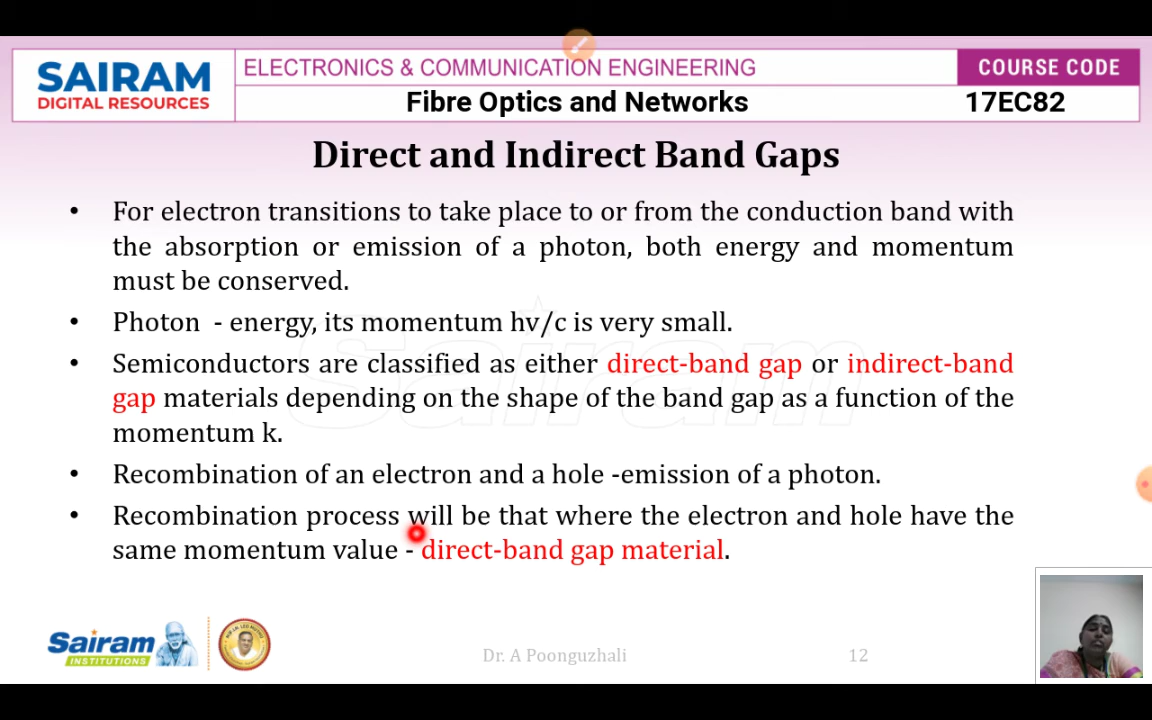 SAIRAM
DIGITAL RESOURCES
ELECTRONICS & COMMUNICATION ENGINEERING
COURSE CODE
Fibre Optics and Networks
17EC82
Direct and Indirect Band Gaps
• For electron transitions to take place to or from the conduction band with
the absorption or emission of a photon, both energy and momentum
must be conserved.
• Photon - energy, its momentum hv/c is very small.
• Semiconductors are classified as either direct-band gap or indirect-band
gap materials depending on the shape of the band gap as a function of the
momentum k.
• Recombination of an electron and a hole -emission of a photon.
• Recombination process will be that where the electron and hole have the
same momentum value - direct-band gap material.
Sairam
Sairam
INSTITUTIONS
Dr. A Poonguzhali
12